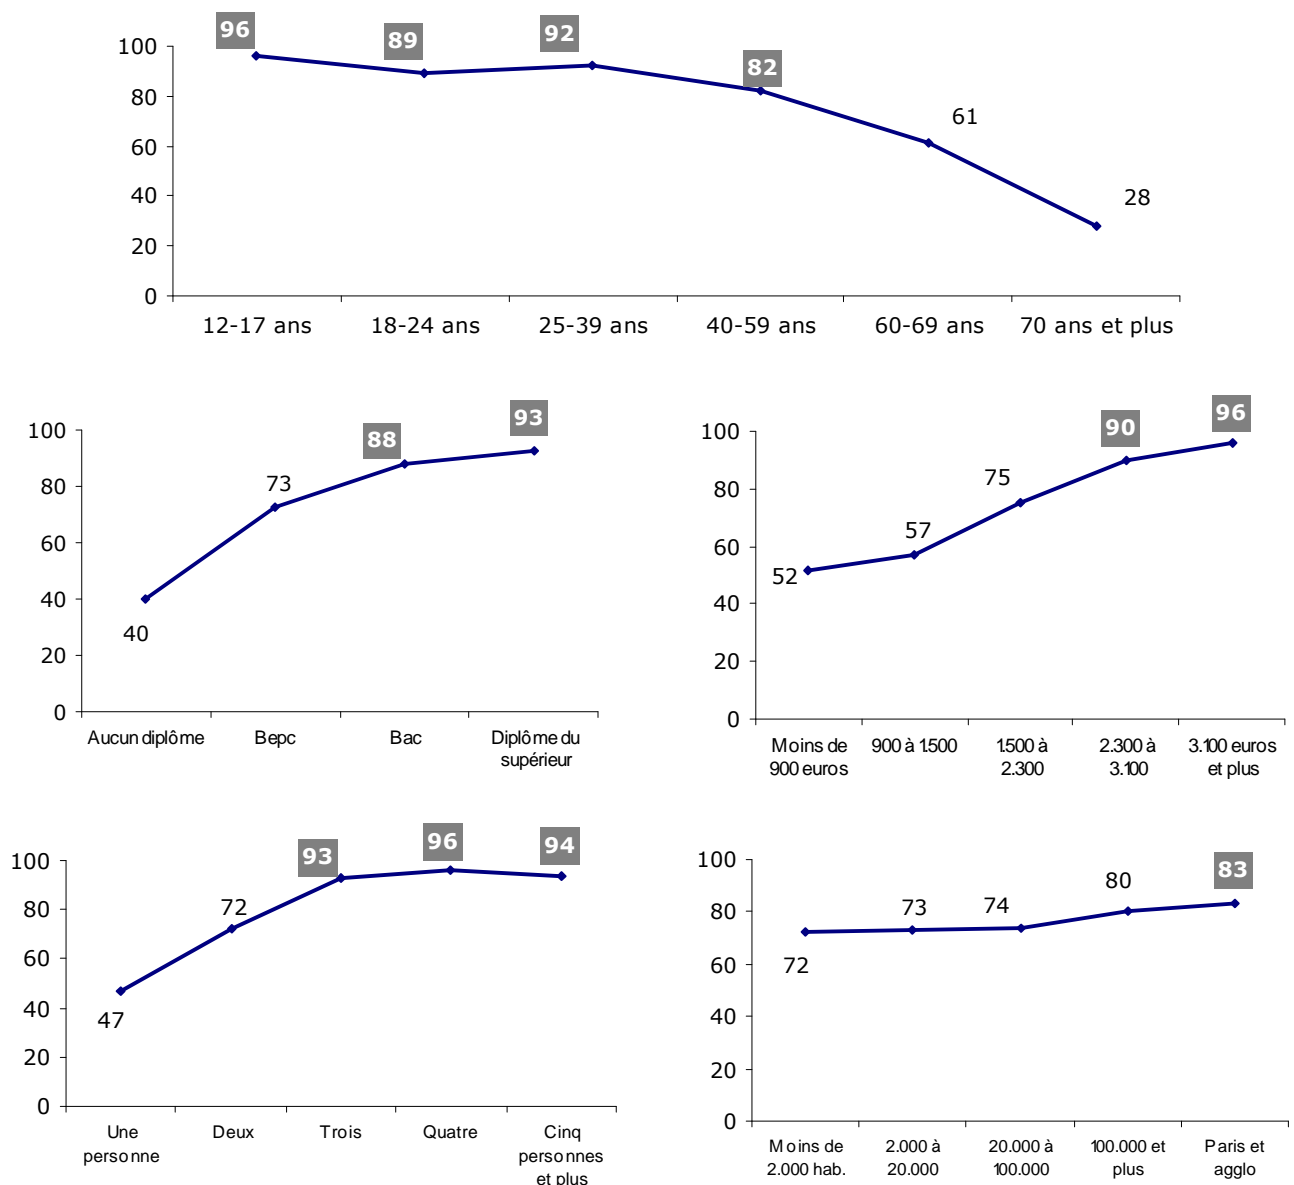 96
89
92
82
61
28
100
80
60
40
20
0
12-17 ans
18-24 ans
25-39 ans
40-59 ans
60-69 ans
70 ans et plus
40
73
88
93
100
80
60
40
20
0
Aucun diplôme
Bepc
Bac
Diplôme du
supérieur
52
57
75
90
96
100
80
60
40
20
0
Moins de
900 euros
900 à 1.500
1.500 à
2.300
2.300 à
3.100
3.100 euros
et plus
47
72
93
96
94
100
80
60
40
20
0
Une
personne
Deux
Trois
Quatre
Cinq
personnes
et plus
72
73
74
80
83
100
80
60
40
20
0
Moins de
2.000 hab.
2.000 à
20.000
20.000 à
100.000
100.000 et
plus
Paris et
agglo